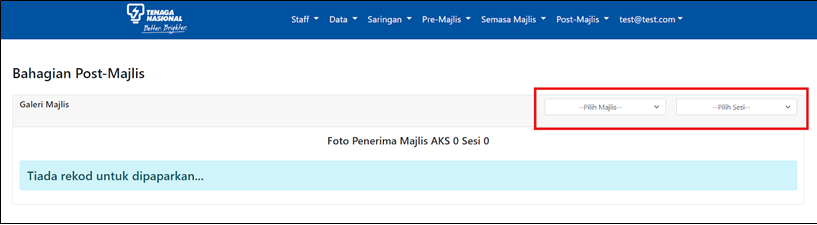 TENAGA
NASIONAL
Better. Brighter.
Staff Data Saringan Pre-Majlis Semasa Majlis Post-Majlis test@test.com
Bahagian Post-Majlis
Galeri Majlis --Pilih Majlis-- --Pilih Sesi--
Foto Penerima Majlis AKS 0 Sesi 0
Tiada rekod untuk dipaparkan...